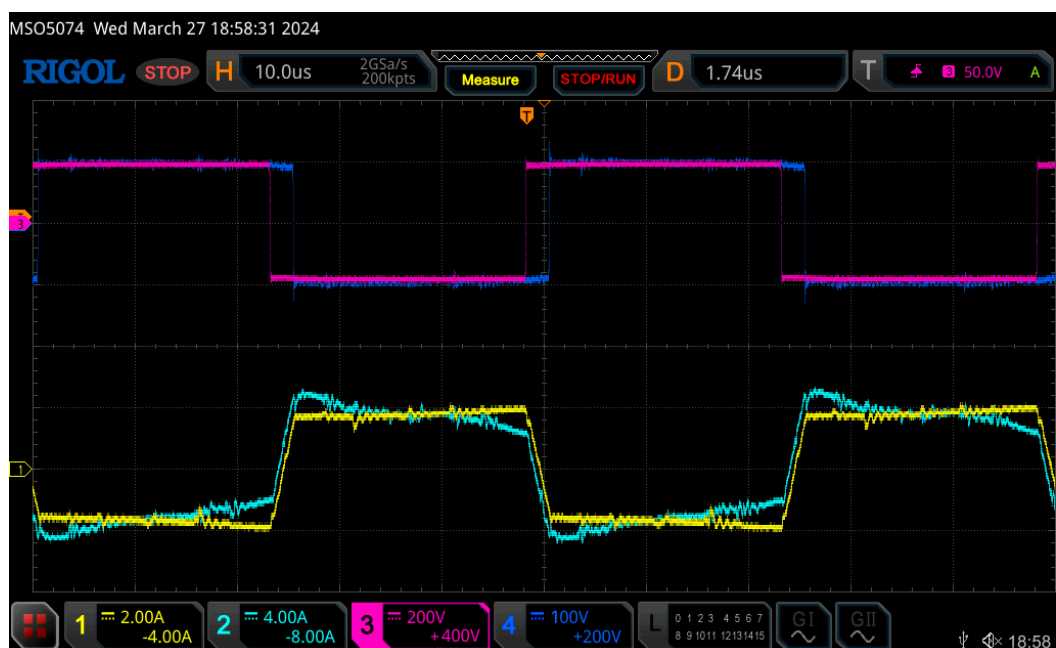 MSO5074 Wed March 27 18:58:31 2024
RIGOL STOP H 10.0us 2GSa/s 200kpts Measure STOP/RUN D 1.74us T 3 50.0V A
T
3
1
1 2.00A -4.00A 2 4.00A -8.00A 3 200V +400V 4 100V +200V L 0 1 2 3 4 5 6 7 GI GII
8 9 10 11 12 13 14 15
18:58